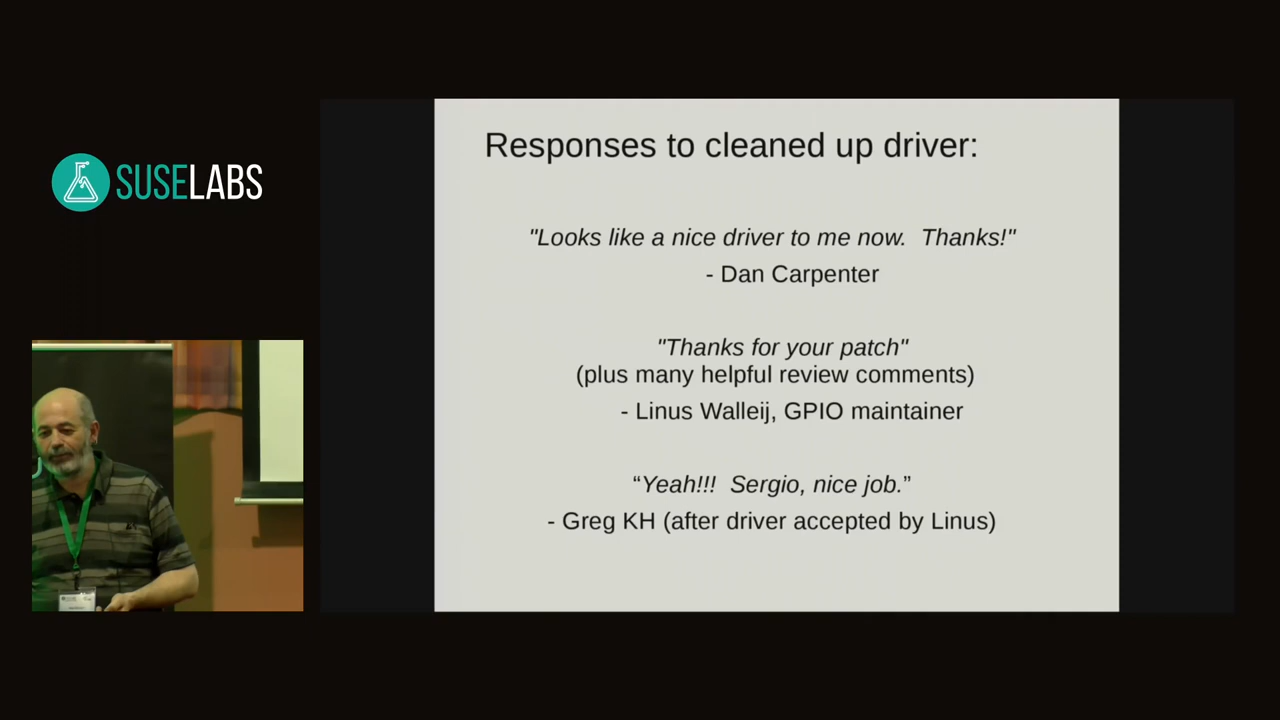 SUSELABS
Responses to cleaned up driver:
"Looks like a nice driver to me now.  Thanks!"
- Dan Carpenter
"Thanks for your patch"
(plus many helpful review comments)
- Linus Walleij, GPIO maintainer
“Yeah!!!  Sergio, nice job.”
- Greg KH (after driver accepted by Linus)